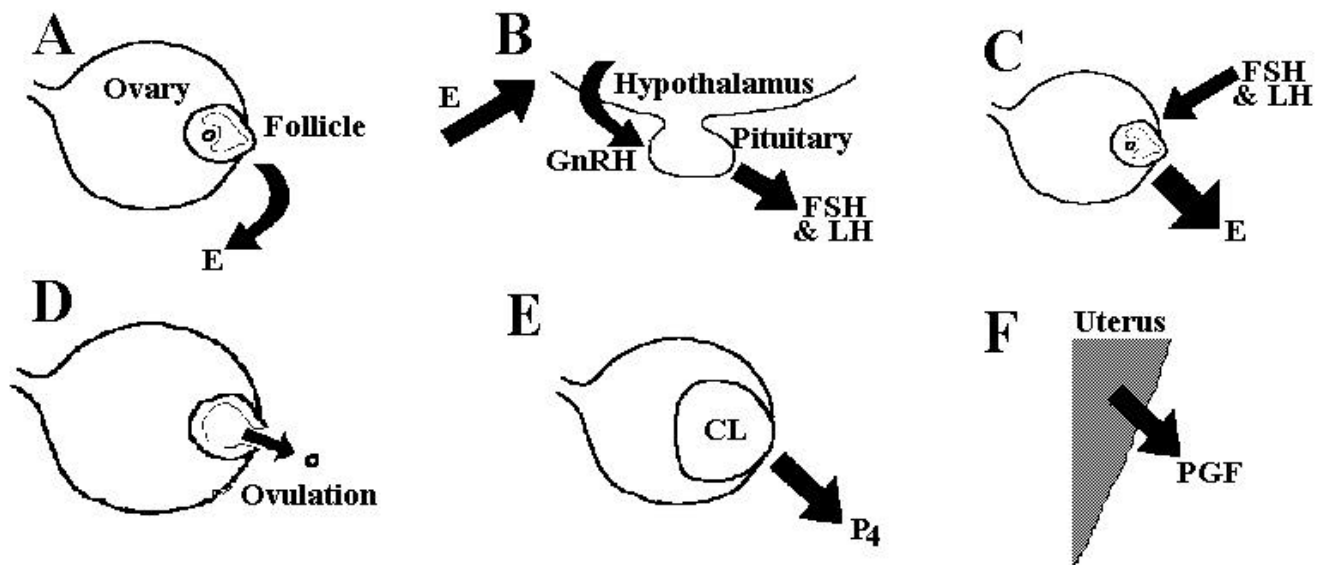 A
Ovary
Follicle
E
B
E
Hypothalamus
GnRH
Pituitary
FSH
& LH
C
FSH
& LH
E
D
Ovulation
E
CL
P4
F
Uterus
PGF